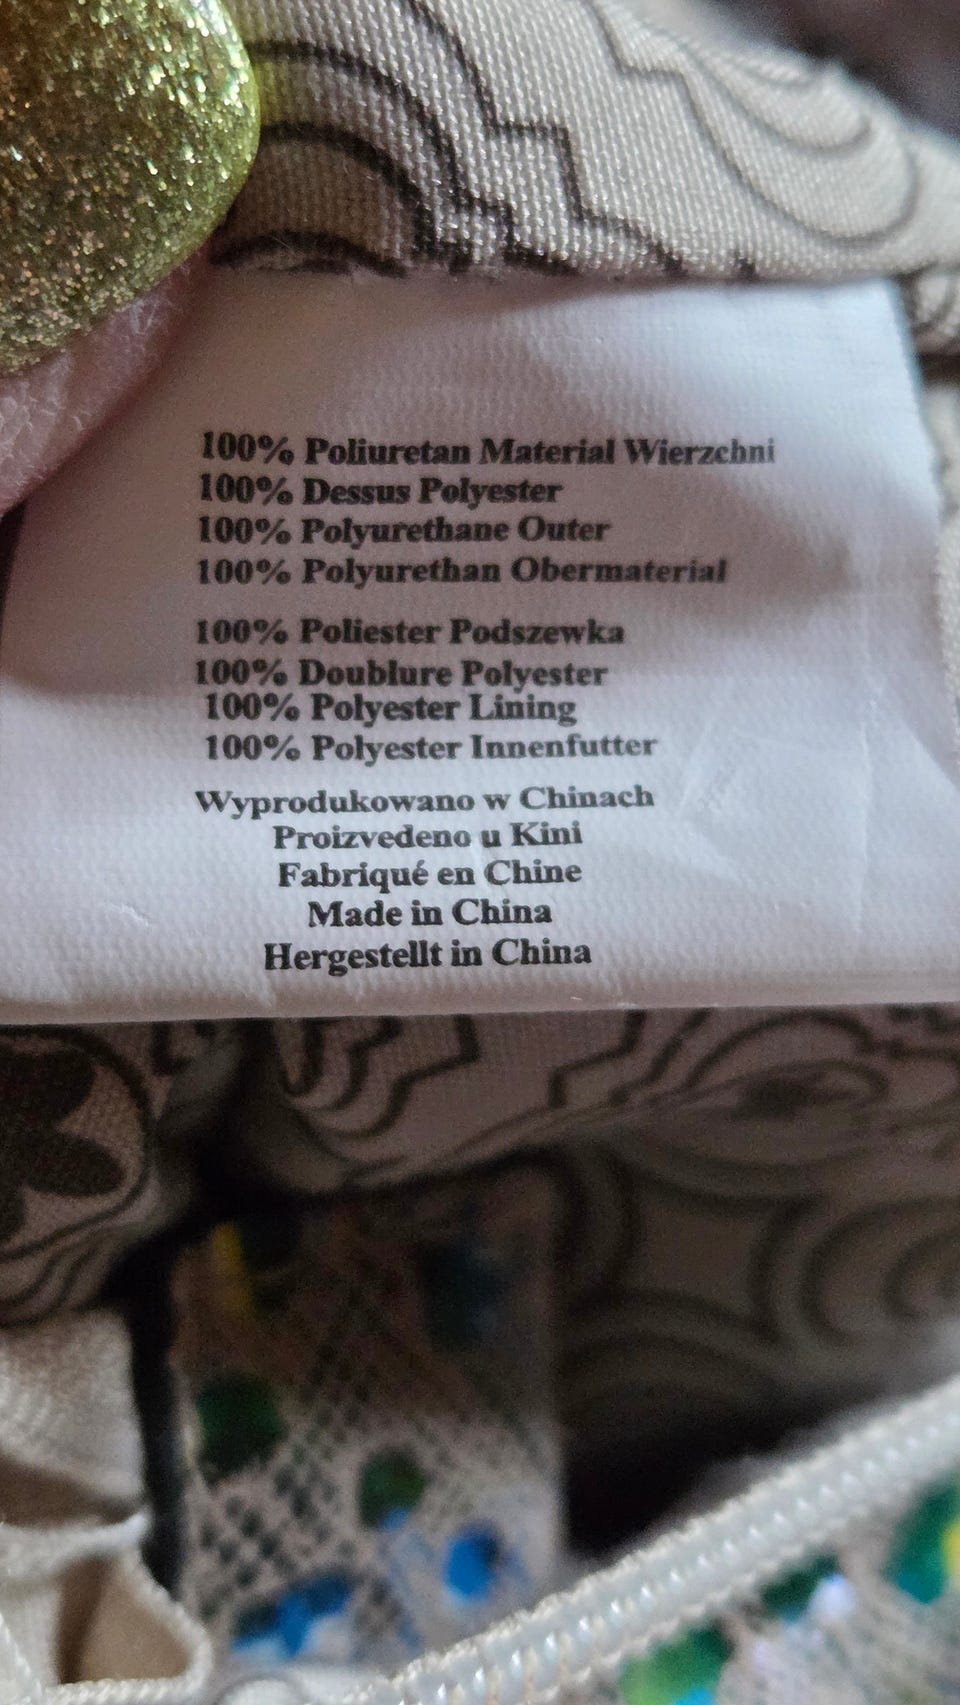 100% Poliuretan Material Wierzchni
100% Dessus Polyester
100% Polyurethane Outer
100% Polyurethan Obermaterial
100% Poliester Podszewka
100% Doublure Polyester
100% Polyester Lining
100% Polyester Innenfutter
Wyprodukowano w Chinach
Proizvedeno u Kini
Fabriqué en Chine
Made in China
Hergestellt in China